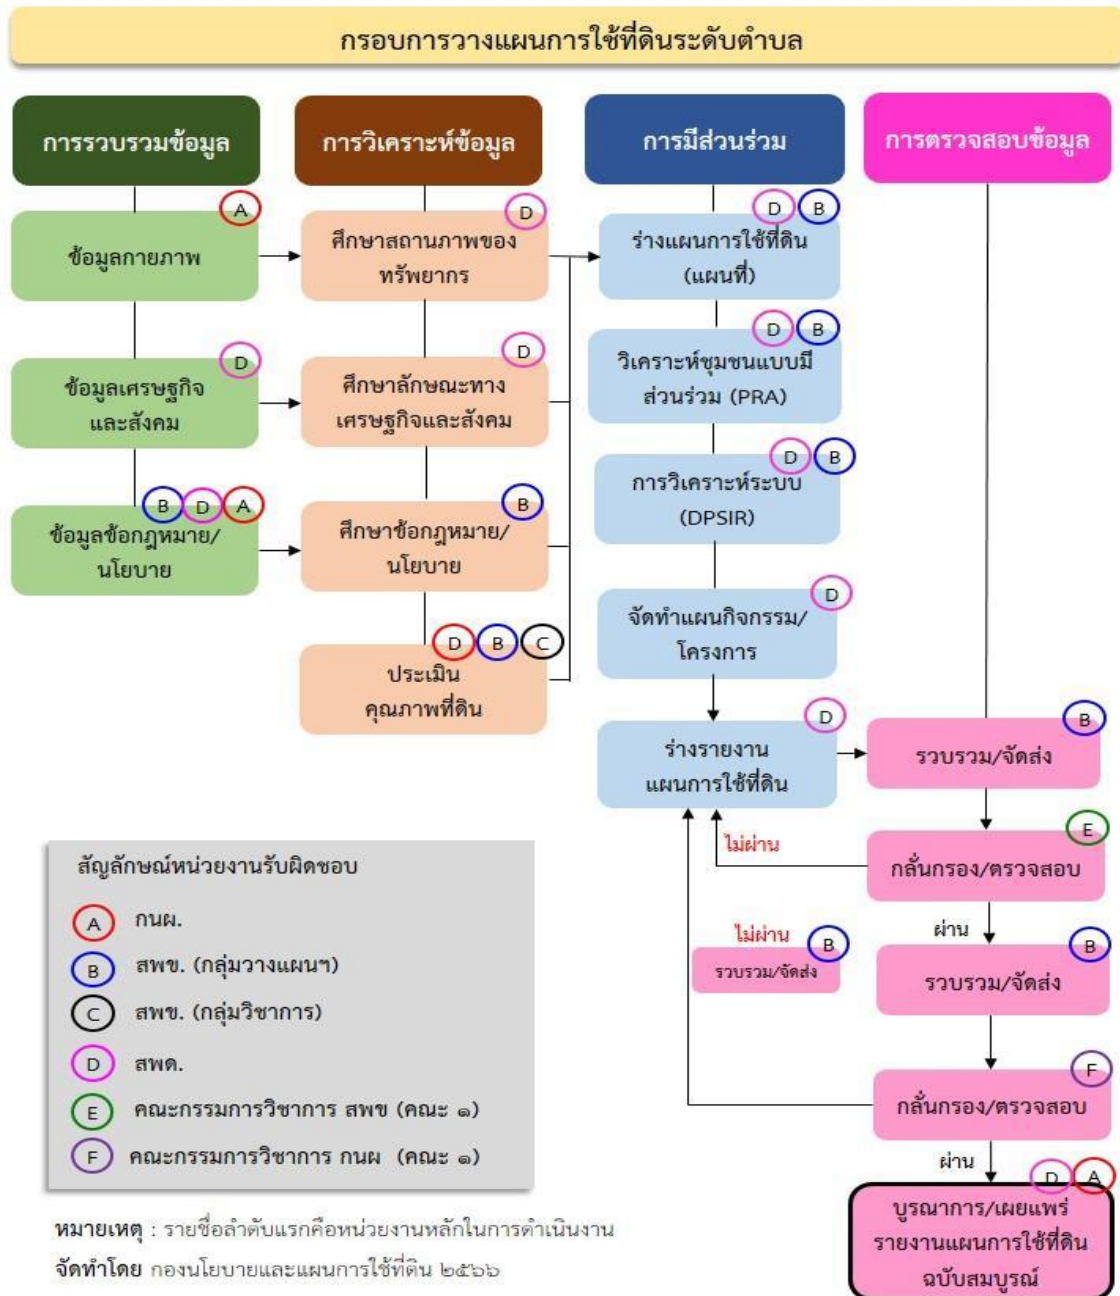 กรอบการวางแผนการใช้ที่ดินระดับตำบล
การรวบรวมข้อมูล
การวิเคราะห์ข้อมูล
การมีส่วนร่วม
การตรวจสอบข้อมูล
A
ข้อมูลกายภาพ
D
ข้อมูลเศรษฐกิจ
และสังคม
B D A
ข้อมูลข้อกฎหมาย/
นโยบาย
D
ศึกษาสถานภาพของ
ทรัพยากร
D
ศึกษาลักษณะทาง
เศรษฐกิจและสังคม
B
ศึกษาข้อกฎหมาย/
นโยบาย
D B C
ประเมิน
คุณภาพที่ดิน
D B
ร่างแผนการใช้ที่ดิน
(แผนที่)
D B
วิเคราะห์ชุมชนแบบมี
ส่วนร่วม (PRA)
D B
การวิเคราะห์ระบบ
(DPSIR)
D
จัดทำแผนกิจกรรม/
โครงการ
D
ร่างรายงาน
แผนการใช้ที่ดิน
B
รวบรวม/จัดส่ง
E
กลั่นกรอง/ตรวจสอบ
ไม่ผ่าน
ผ่าน
B
รวบรวม/จัดส่ง
ไม่ผ่าน
B
รวบรวม/จัดส่ง
F
กลั่นกรอง/ตรวจสอบ
ผ่าน
D A
บูรณาการ/เผยแพร่
รายงานแผนการใช้ที่ดิน
ฉบับสมบูรณ์
สัญลักษณ์หน่วยงานรับผิดชอบ
A กนผ.
B สพข. (กลุ่มวางแผนฯ)
C สพข. (กลุ่มวิชาการ)
D สพด.
E คณะกรรมการวิชาการ สพข (คณะ ๑)
F คณะกรรมการวิชาการ กนผ (คณะ ๑)
หมายเหตุ : รายชื่อลำดับแรกคือหน่วยงานหลักในการดำเนินงาน
จัดทำโดย กองนโยบายและแผนการใช้ที่ดิน ๒๕๖๖